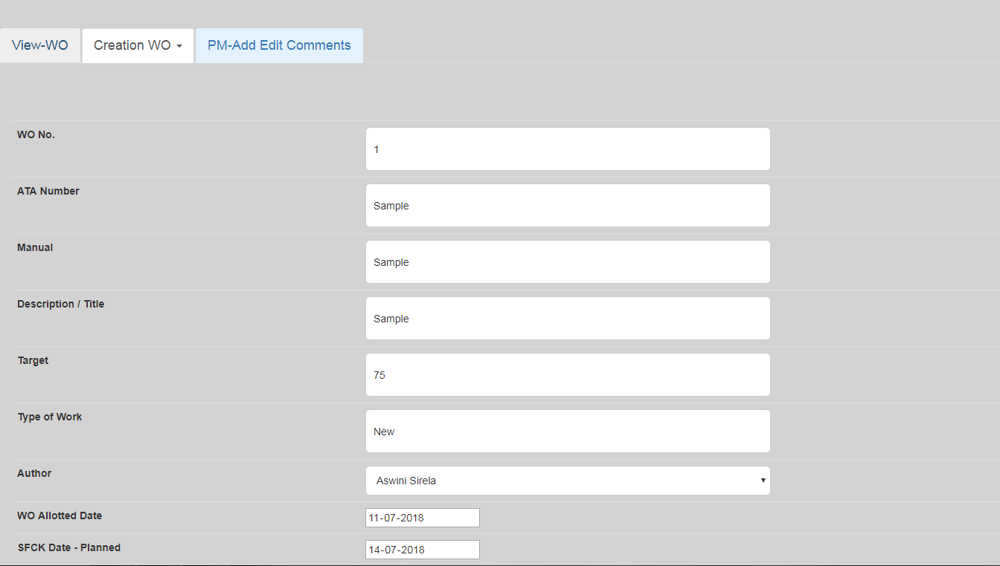 View-WO Creation WO PM-Add Edit Comments
WO No. 1
ATA Number Sample
Manual Sample
Description / Title Sample
Target 75
Type of Work New
Author Aswini Sirela
WO Allotted Date 11-07-2018
SFCK Date - Planned 14-07-2018